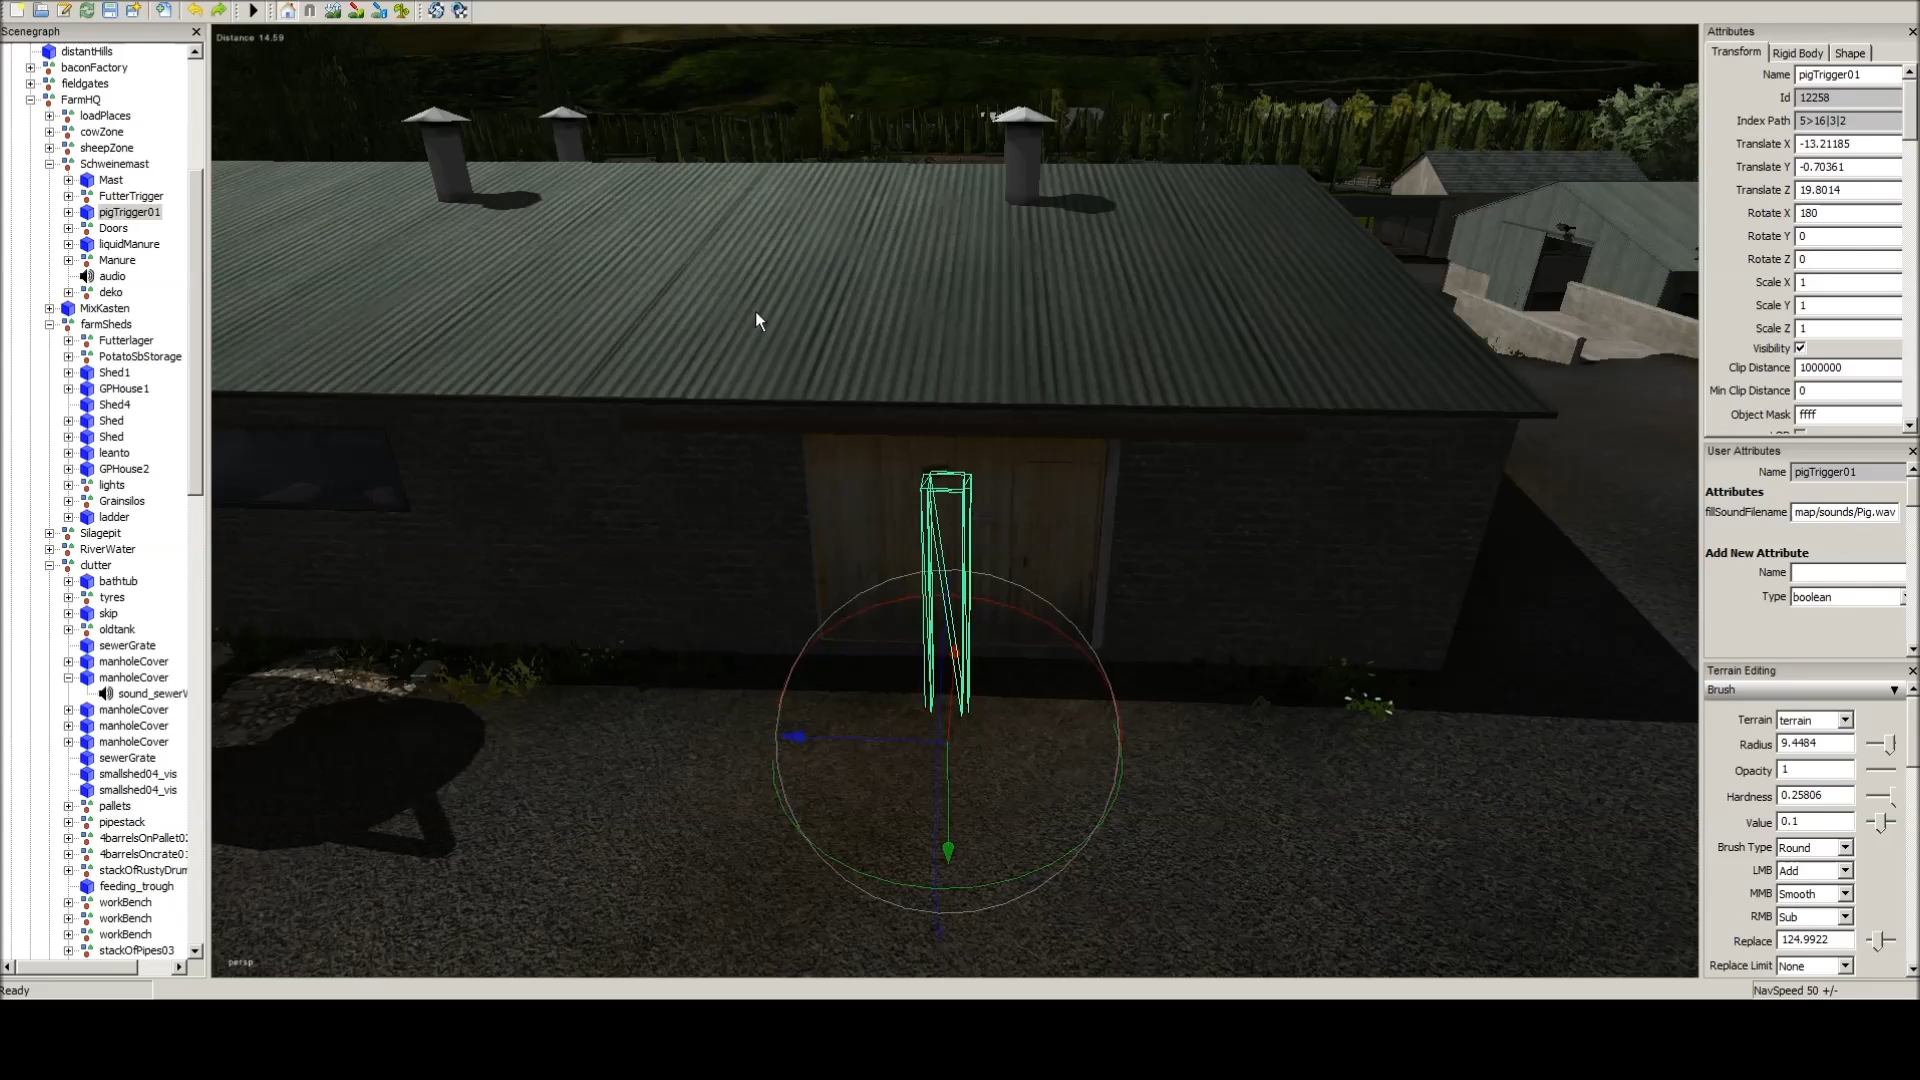 Scenegraph
distantHills
baconFactory
fieldgates
FarmHQ
loadPlaces
cowZone
sheepZone
Schweinemast
Mast
FutterTrigger
pigTrigger01
Doors
liquidManure
Manure
audio
deko
MixKasten
farmSheds
Futterlager
PotatoSbStorage
Shed1
GPHouse1
Shed4
Shed
Shed
leanto
GPHouse2
lights
Grainsilos
ladder
Silagepit
RiverWater
clutter
bathtub
tyres
skip
oldtank
sewerGrate
manholeCover
manholeCover
sound_sewerW
manholeCover
manholeCover
manholeCover
sewerGrate
smallshed04_vis
smallshed04_vis
pallets
pipestack
4barrelsOnPallet02
4barrelsOncrate01
stackOfRustyDrum
feeding_trough
workBench
workBench
workBench
stackOfPipes03
Ready
Distance 14.59
persp
Attributes
Transform Rigid Body Shape
Name pigTrigger01
Id 12258
Index Path 5>16|3|2
Translate X -13.21185
Translate Y -0.70361
Translate Z 19.8014
Rotate X 180
Rotate Y 0
Rotate Z 0
Scale X 1
Scale Y 1
Scale Z 1
Visibility
Clip Distance 1000000
Min Clip Distance 0
Object Mask ffff
User Attributes
Name pigTrigger01
Attributes
fillSoundFilename map/sounds/Pig.wav
Add New Attribute
Name
Type boolean
Terrain Editing
Brush
Terrain terrain
Radius 9.4484
Opacity 1
Hardness 0.25806
Value 0.1
Brush Type Round
LMB Add
MMB Smooth
RMB Sub
Replace 124.9922
Replace Limit None
NavSpeed 50 +/-